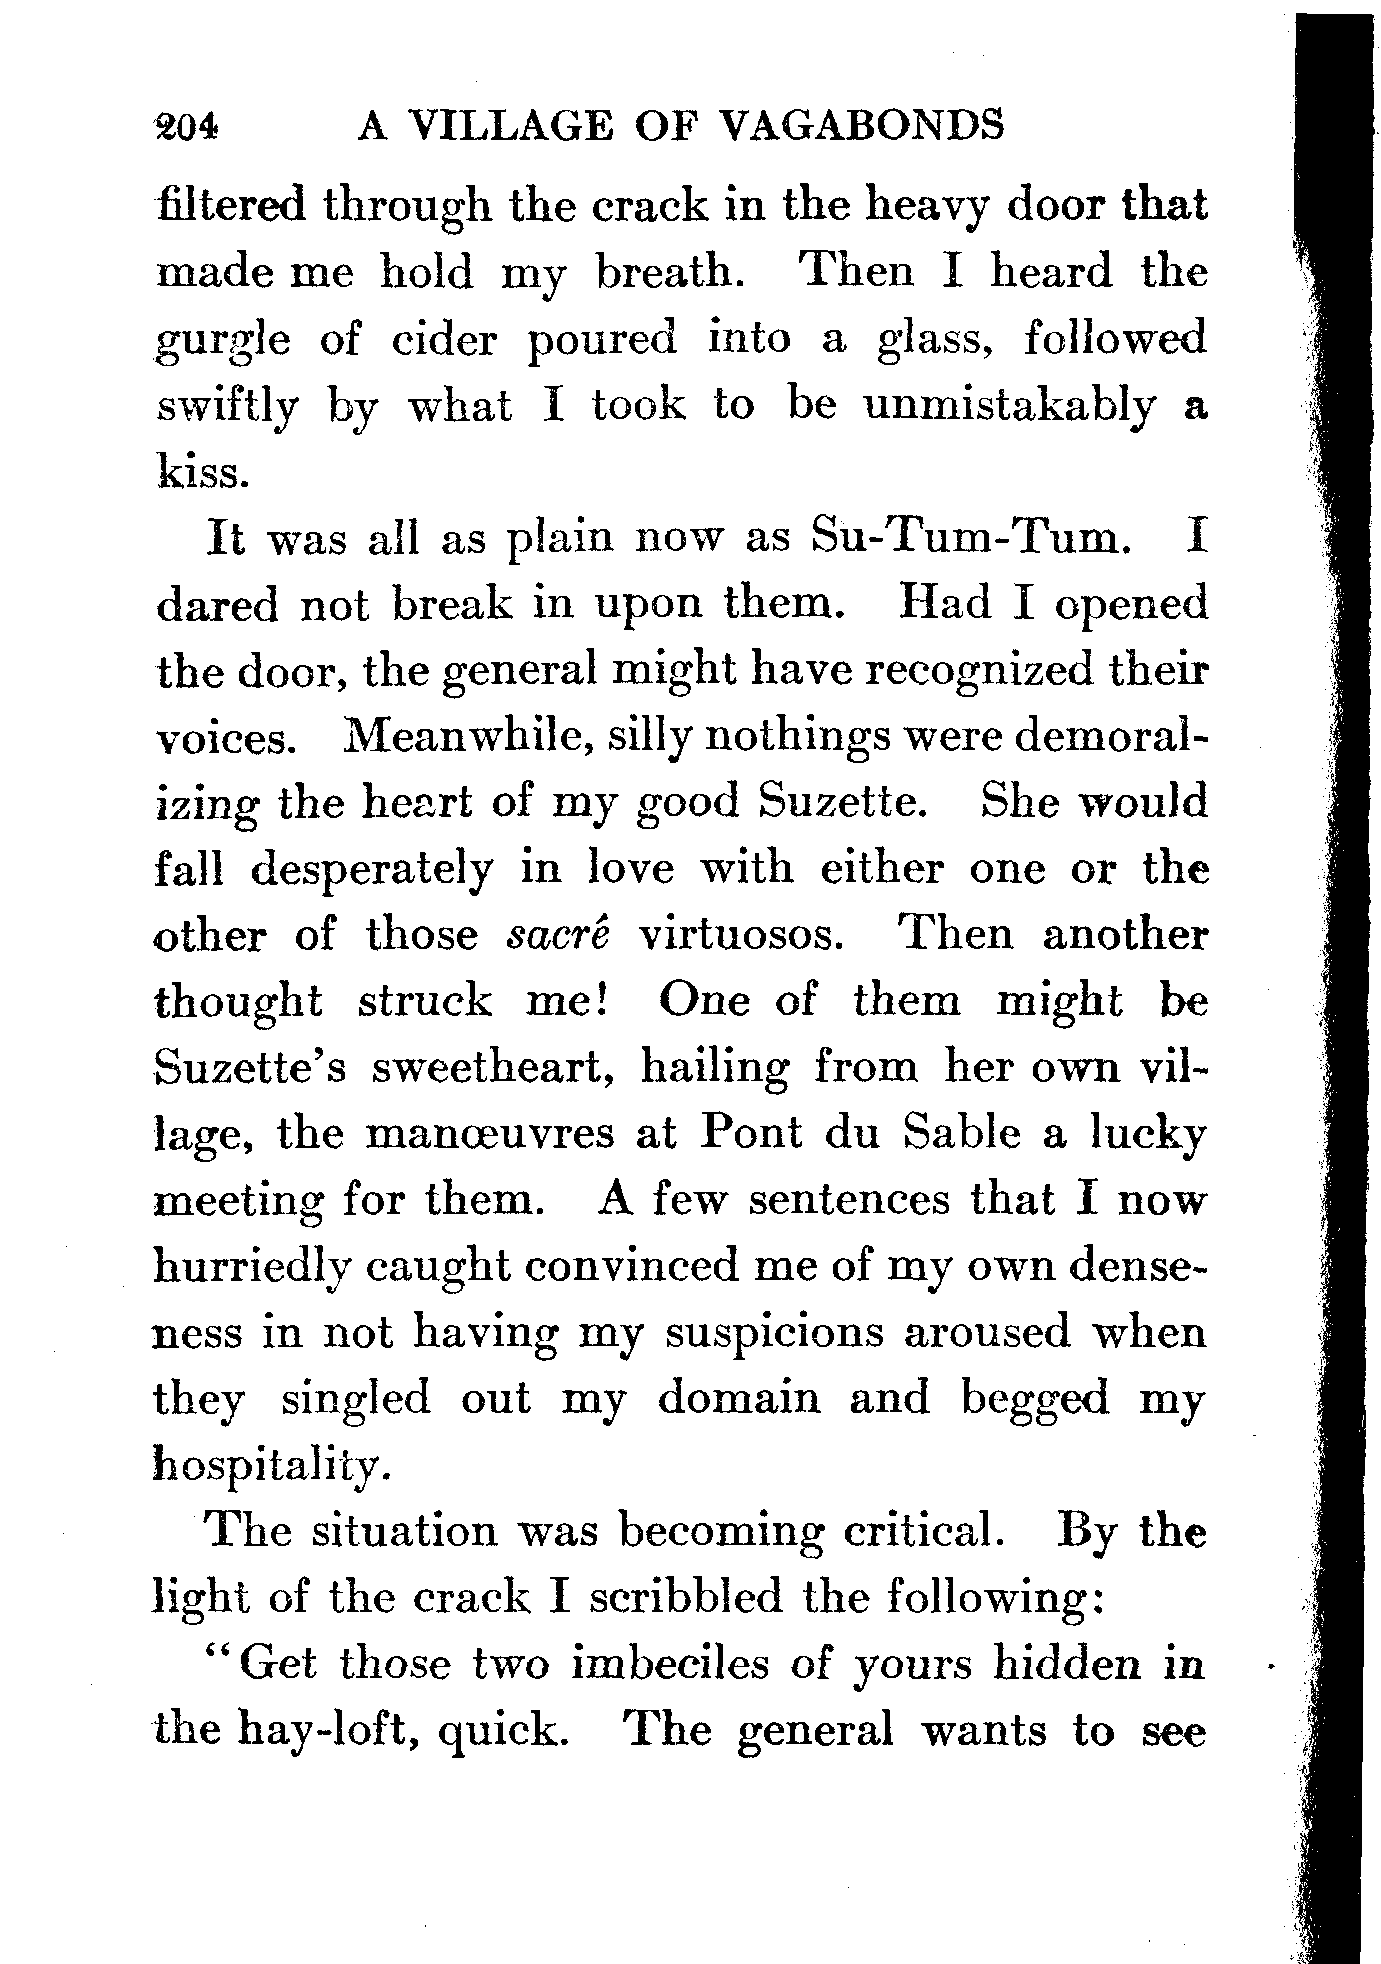 204 A VILLAGE OF VAGABONDS
filtered through the crack in the heavy door that
made me hold my breath. Then I heard the
gurgle of cider poured into a glass, followed
swiftly by what I took to be unmistakably a
kiss.
It was all as plain now as Su-Tum-Tum. I
dared not break in upon them. Had I opened
the door, the general might have recognized their
voices. Meanwhile, silly nothings were demoral-
izing the heart of my good Suzette. She would
fall desperately in love with either one or the
other of those sacré virtuosos. Then another
thought struck me! One of them might be
Suzette's sweetheart, hailing from her own vil-
lage, the manœuvres at Pont du Sable a lucky
meeting for them. A few sentences that I now
hurriedly caught convinced me of my own dense-
ness in not having my suspicions aroused when
they singled out my domain and begged my
hospitality.
The situation was becoming critical. By the
light of the crack I scribbled the following:
“Get those two imbeciles of yours hidden in
the hay-loft, quick. The general wants to see